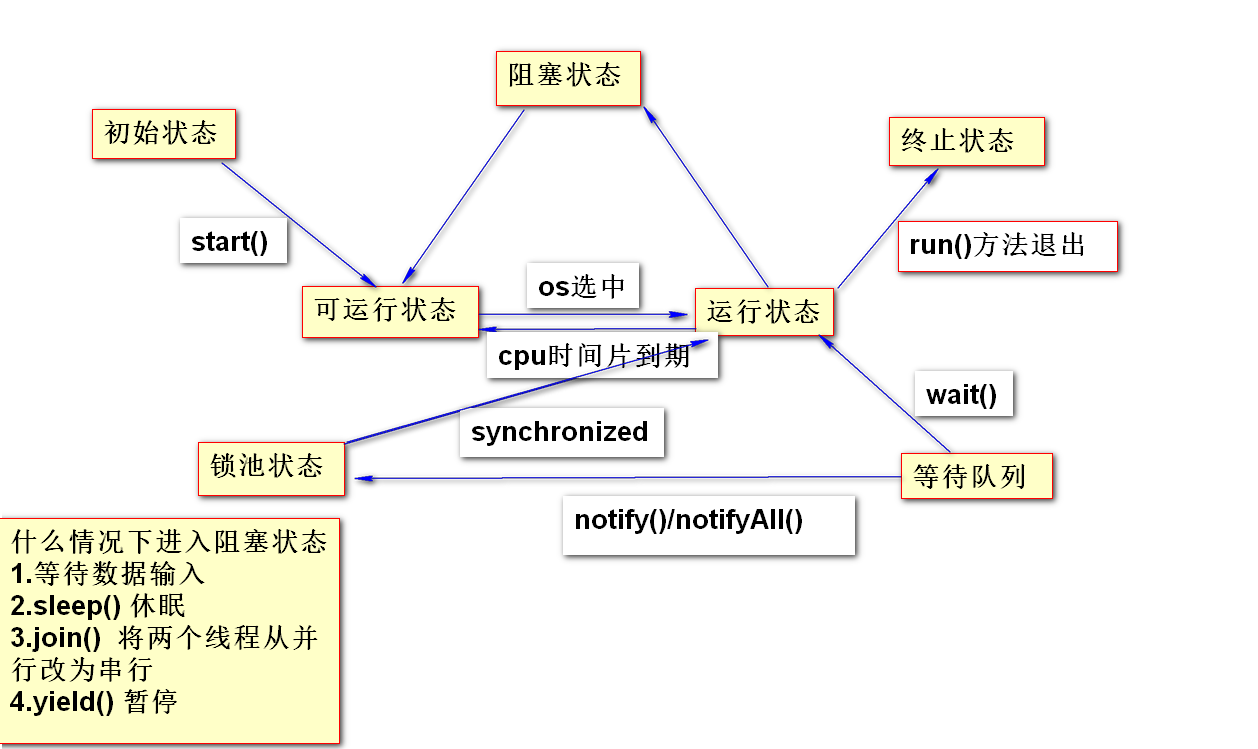 阻塞状态
初始状态
终止状态
start()
run()方法退出
os选中
可运行状态
运行状态
cpu时间片到期
wait()
synchronized
锁池状态
等待队列
notify()/notifyAll()
什么情况下进入阻塞状态
1.等待数据输入
2.sleep() 休眠
3.join()  将两个线程从并
行改为串行
4.yield() 暂停